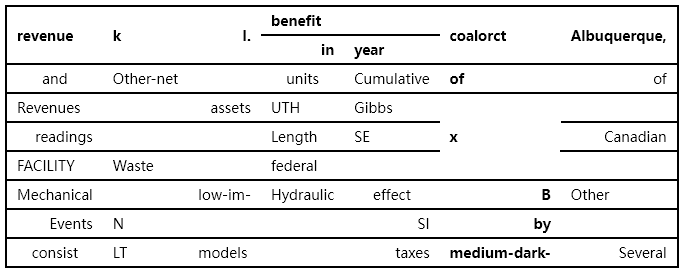 revenue k l. benefit coalorct Albuquerque,
in year
and Other-net units Cumulative of of
Revenues assets UTH Gibbs
readings Length SE x Canadian
FACILITY Waste federal
Mechanical low-im- Hydraulic effect B Other
Events N SI by
consist LT models taxes medium-dark- Several